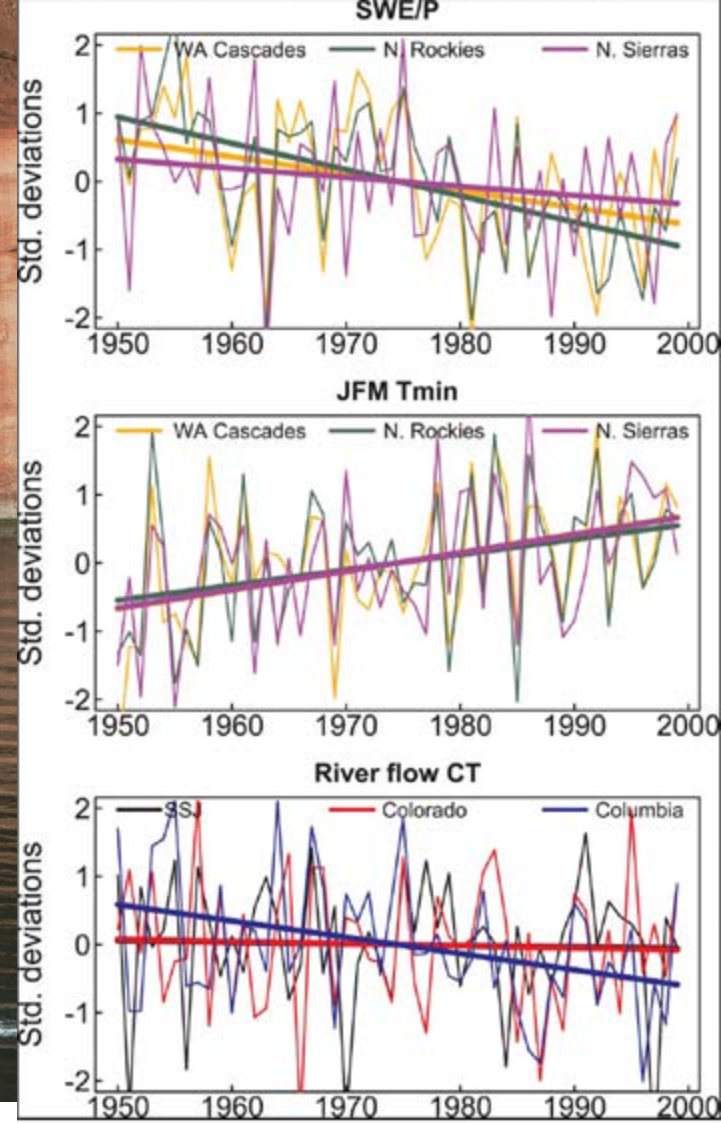 SWE/P
WA Cascades N. Rockies N. Sierras
Std. deviations
2
1
0
-1
-2
1950 1960 1970 1980 1990 2000
JFM Tmin
WA Cascades N. Rockies N. Sierras
Std. deviations
2
1
0
-1
-2
1950 1960 1970 1980 1990 2000
River flow CT
SSJ Colorado Columbia
Std. deviations
2
1
0
-1
-2
1950 1960 1970 1980 1990 2000